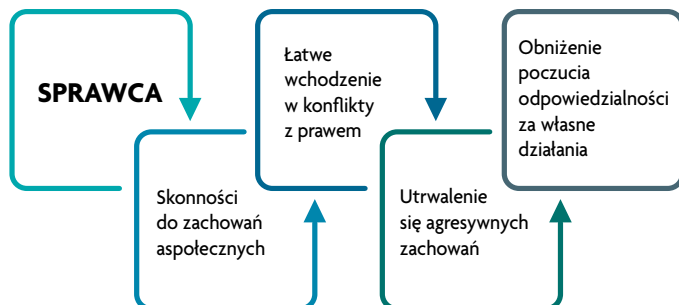 SPRAWCA
Skonności
do zachowań
aspołecznych
Łatwe
wchodzenie
w konflikty
z prawem
Utrwalenie
się agresywnych
zachowań
Obniżenie
poczucia
odpowiedzialności
za własne
działania